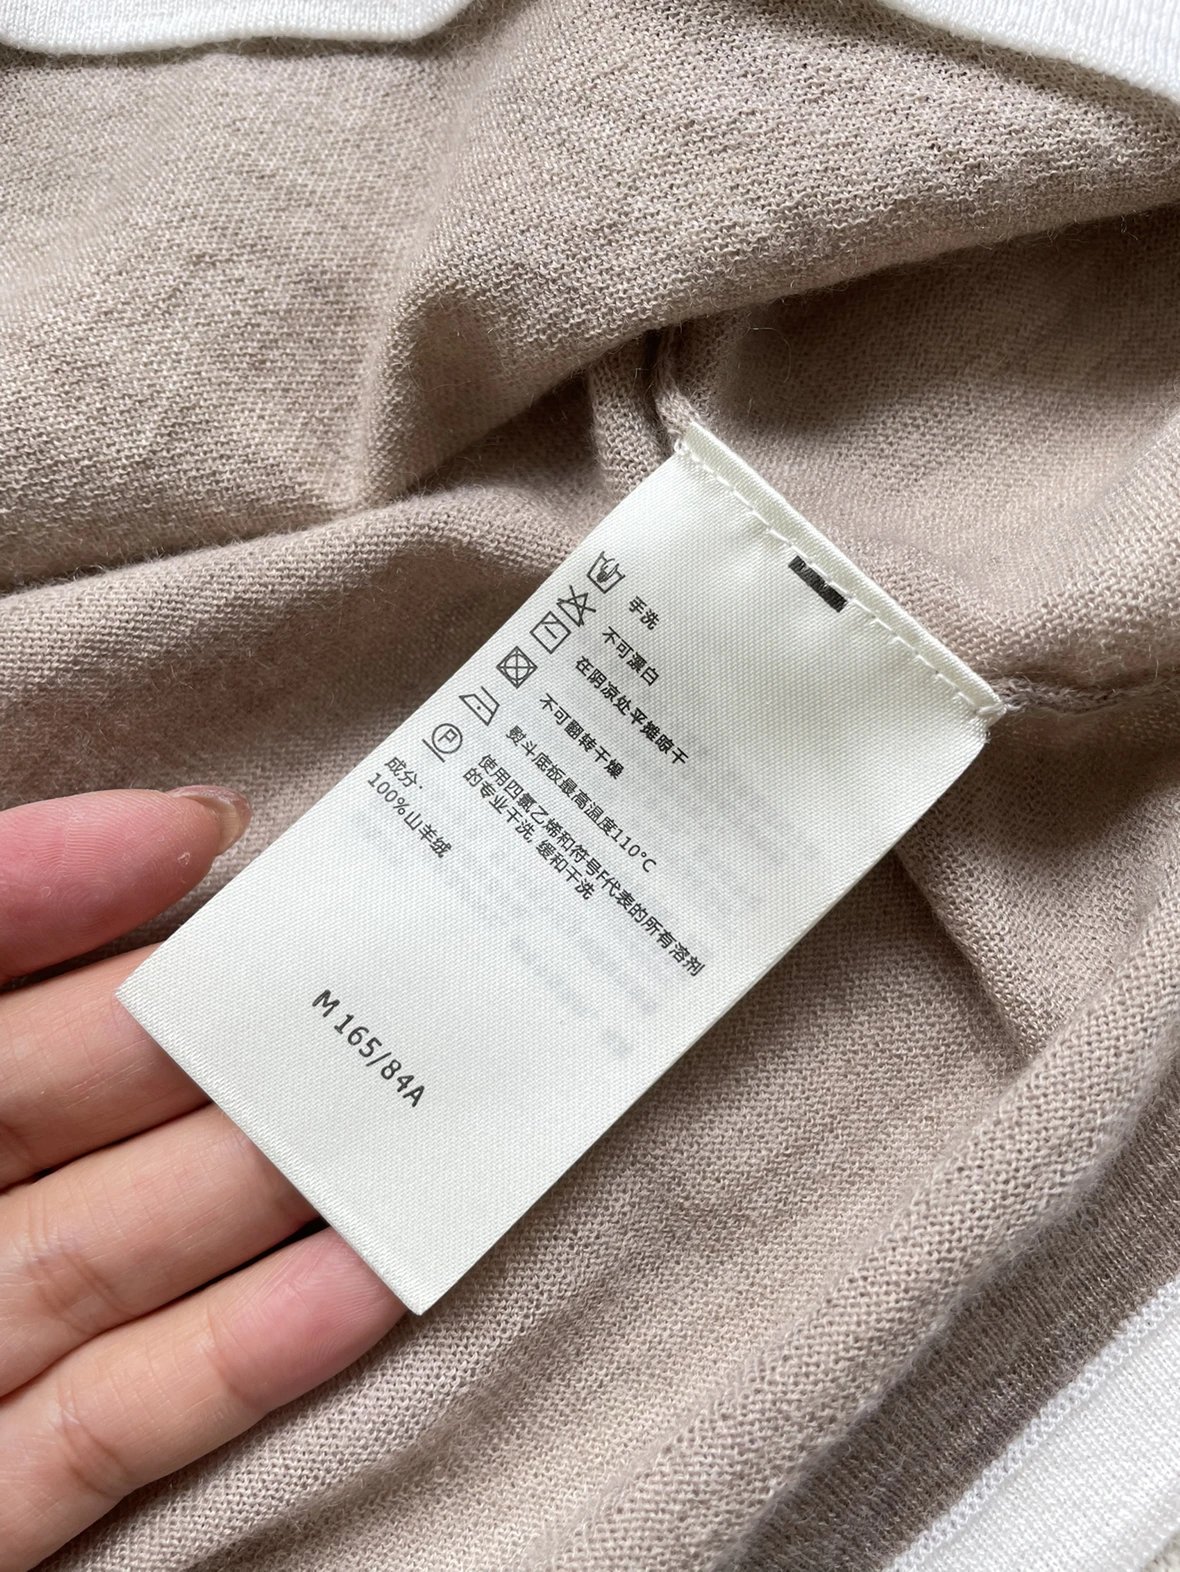 手洗
不可漂白
在阴凉处平摊晾干
不可翻转干燥
熨斗底板最高温度110℃
使用四氯乙烯和符号F代表的所有溶剂
的专业干洗, 缓和干洗
成分:
100%山羊绒
M 165/84A